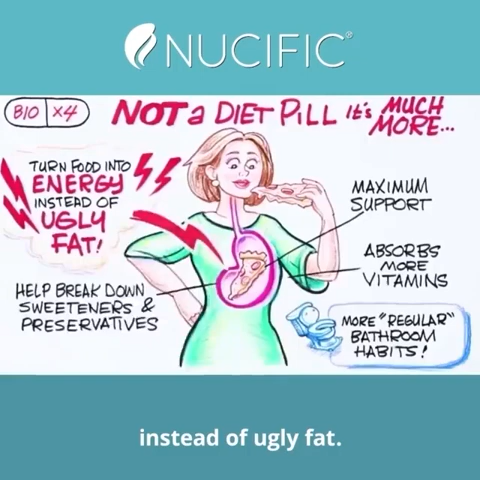 NUCIFIC®
BIO X4
NOT a DIET PILL it's MUCH
MORE...
TURN FOOD INTO
ENERGY
INSTEAD OF
UGLY
FAT!
HELP BREAK DOWN
SWEETENERS &
PRESERVATIVES
MAXIMUM
SUPPORT
ABSORBS
MORE
VITAMINS
MORE "REGULAR"
BATHROOM
HABITS!
instead of ugly fat.